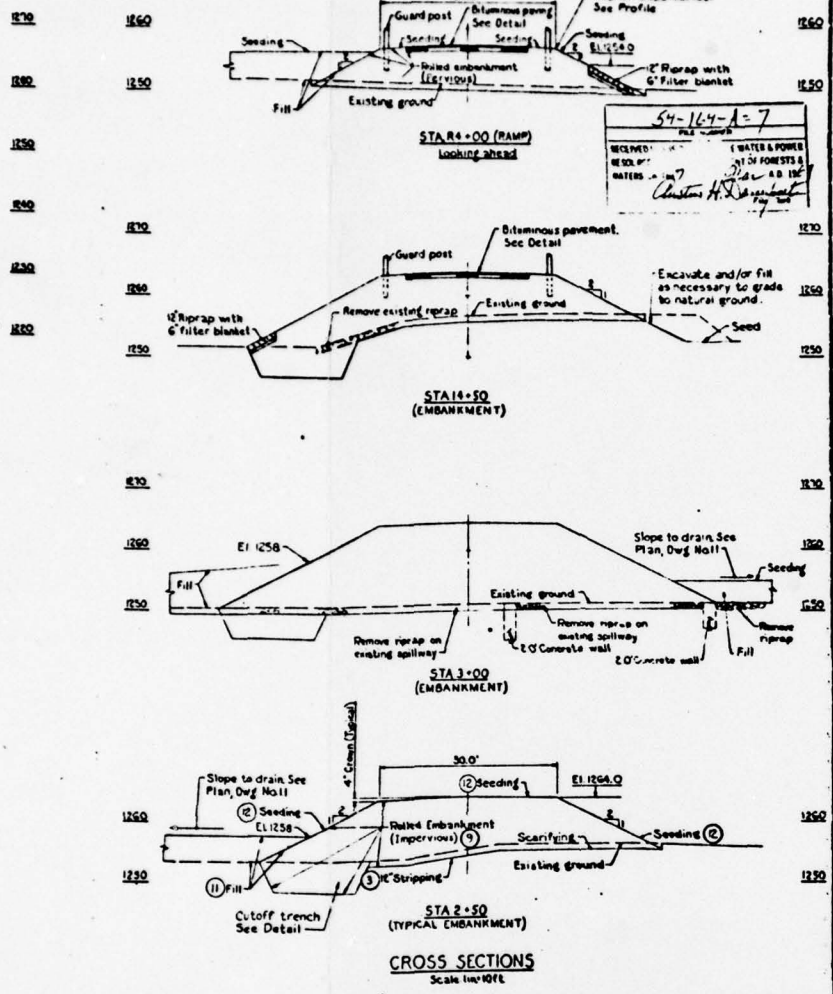 See Profile
1270
1260
Guard post
Bituminous paving
See Detail
Seeding
Seeding
Seeding
Seeding
2
El. 1254.0
1260
Rolled embankment
(Pervious)
12" Riprap with
6" Filter blanket
1250
1250
Fill
Existing ground
STA. R4+00 (RAMP)
Looking ahead
54-164-A=7
RECEIVED
WATER & POWER
OF FORESTS &
WATERS
A.D.
1250
1240
1270
1270
Guard post
Bituminous pavement.
See Detail
1260
1260
2
1
Excavate and/or fill
as necessary to grade
to natural ground.
12" Riprap with
6" filter blanket
Remove existing riprap
Existing ground
Seed
1250
1250
STA 14+50
(EMBANKMENT)
1270
1270
1260
1260
El 1258
Slope to drain. See
Plan, Dwg No.11
Seeding
Fill
Existing ground
1250
1250
Remove riprap on
existing spillway
Remove riprap on
existing spillway
2.0' Concrete wall
2.0' Concrete wall
Fill
Remove
riprap
STA 3+00
(EMBANKMENT)
4" Crown (Typical)
30.0'
Slope to drain. See
Plan, Dwg No.11
12 Seeding
El. 1264.0
12 Seeding
1
2
2
1
1260
1260
El. 1258
Rolled Embankment
(Impervious) 9
Scarifying
Seeding 12
Existing ground
11 Fill
3 12" Stripping
Cutoff trench
See Detail
STA 2+50
(TYPICAL EMBANKMENT)
CROSS SECTIONS
Scale 1in=10ft